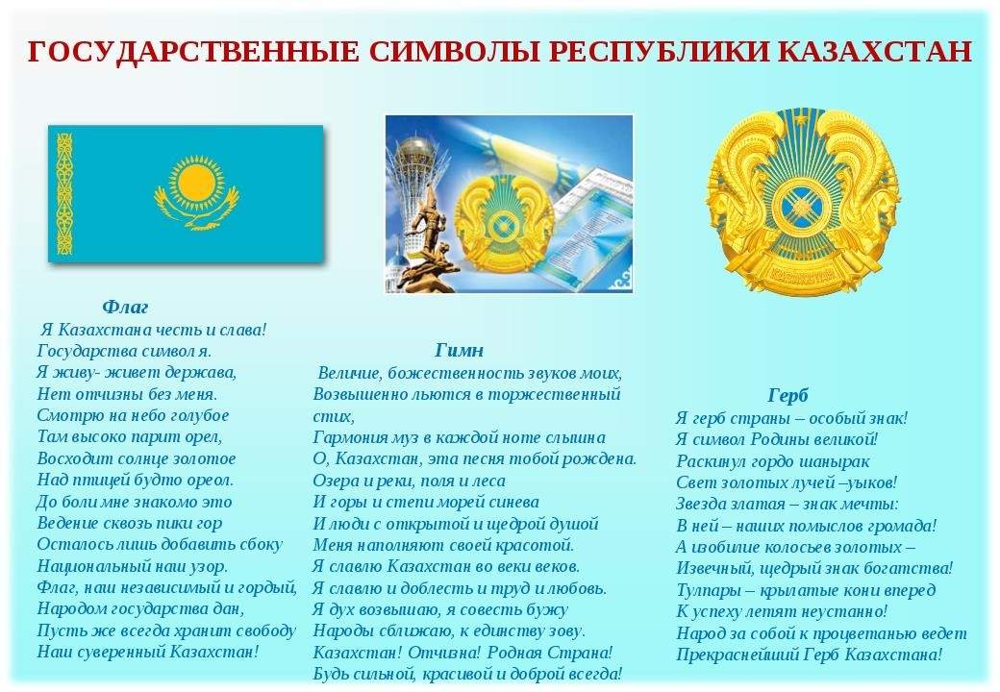 ГОСУДАРСТВЕННЫЕ СИМВОЛЫ РЕСПУБЛИКИ КАЗАХСТАН
Флаг
Я Казахстана честь и слава!
Государства символ я.
Я живу- живет держава,
Нет отчизны без меня.
Смотрю на небо голубое
Там высоко парит орел,
Восходит солнце золотое
Над птицей будто ореол.
До боли мне знакомо это
Ведение сквозь пики гор
Осталось лишь добавить сбоку
Национальный наш узор.
Флаг, наш независимый и гордый,
Народом государства дан,
Пусть же всегда хранит свободу
Наш суверенный Казахстан!
Гимн
Величие, божественность звуков моих,
Возвышенно льются в торжественный
стих,
Гармония муз в каждой ноте слышна
О, Казахстан, эта песня тобой рождена.
Озера и реки, поля и леса
И горы и степи морей синева
И люди с открытой и щедрой душой
Меня наполняют своей красотой.
Я славлю Казахстан во веки веков.
Я славлю и доблесть и труд и любовь.
Я дух возвышаю, я совесть бужу
Народы сближаю, к единству зову.
Казахстан! Отчизна! Родная Страна!
Будь сильной, красивой и доброй всегда!
ҚАЗАҚСТАН
Герб
Я герб страны – особый знак!
Я символ Родины великой!
Раскинул гордо шанырак
Свет золотых лучей –уыков!
Звезда златая – знак мечты:
В ней – наших помыслов громада!
А изобилие колосьев золотых –
Извечный, щедрый знак богатства!
Тулпары – крылатые кони вперед
К успеху летят неустанно!
Народ за собой к процветанью ведет
Прекраснейший Герб Казахстана!